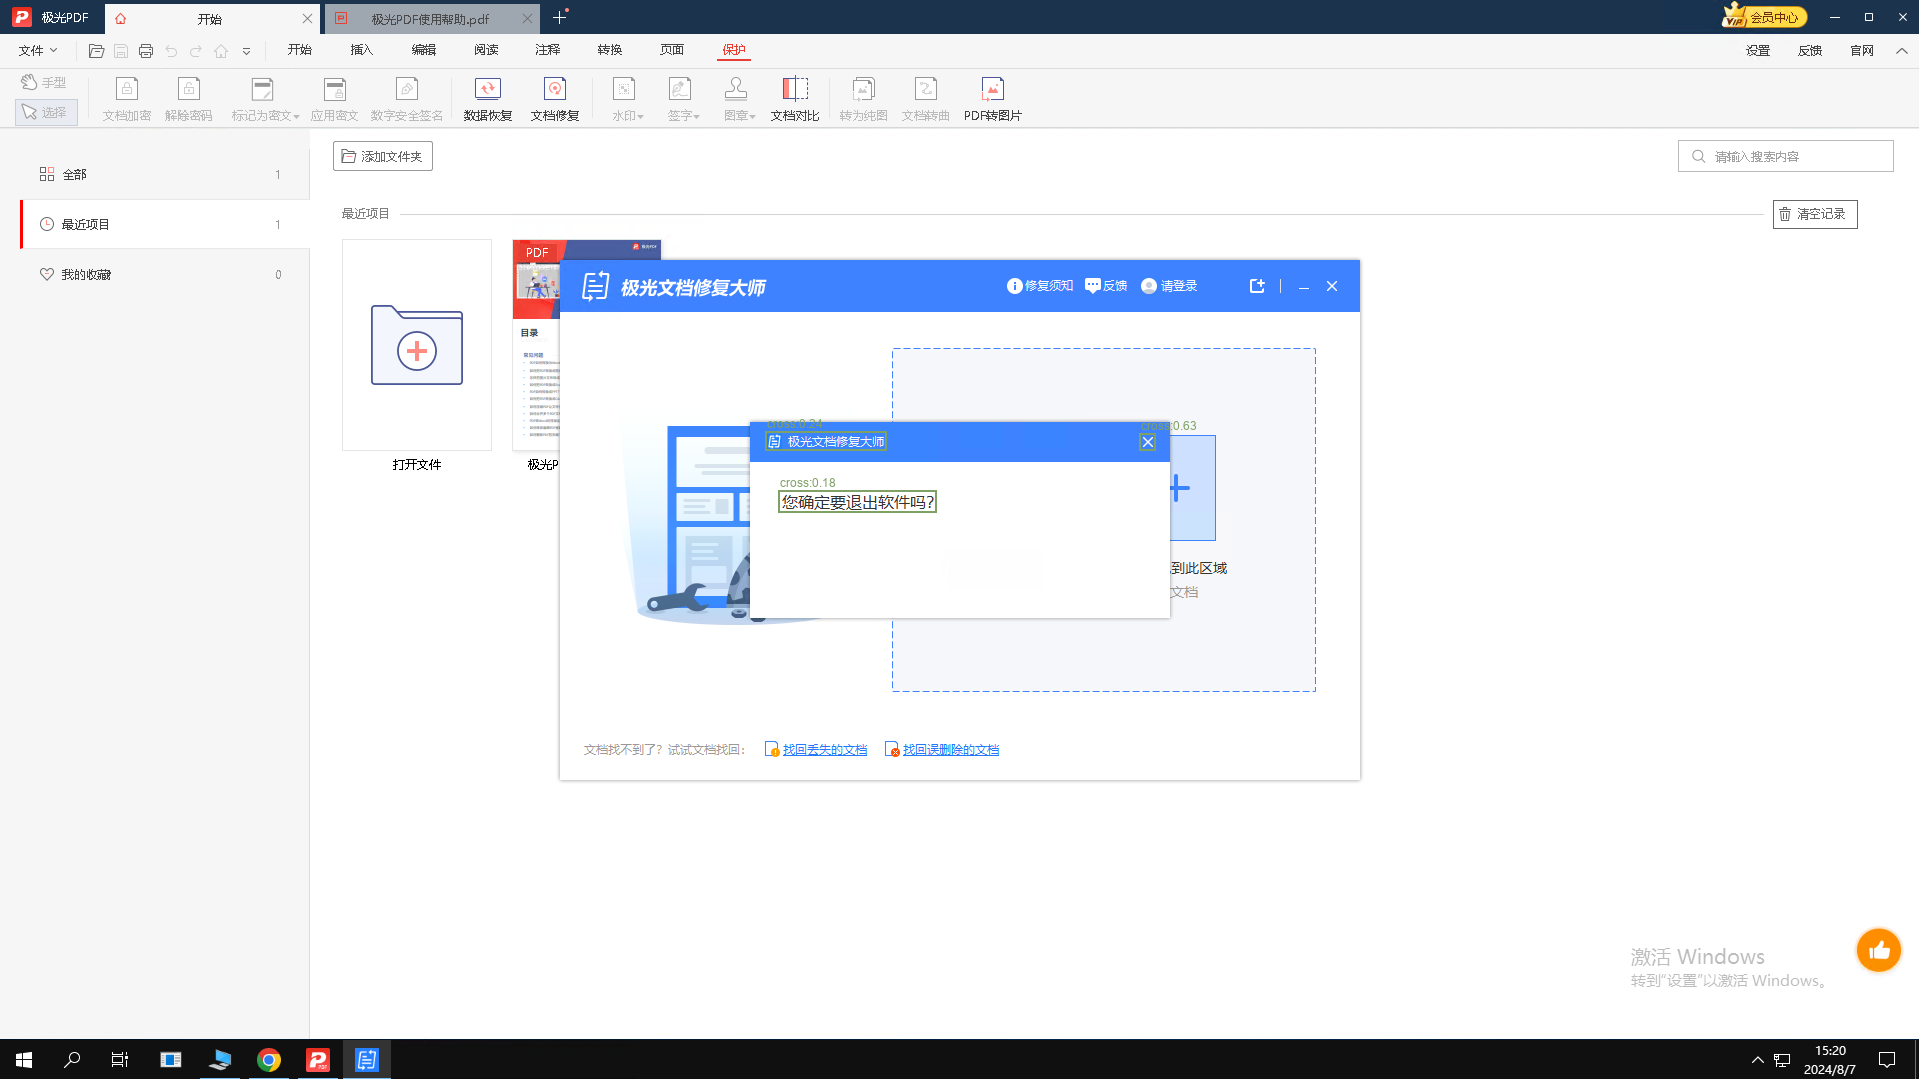 极光PDF
开始
极光PDF使用帮助.pdf
VIP 会员中心
文件
开始
插入
编辑
阅读
注释
转换
页面
保护
设置
反馈
官网
手型
选择
文档加密
解除密码
标记为密文
应用密文
数字安全签名
数据恢复
文档修复
水印
签字
图章
文档对比
转为纯图
文档转曲
PDF转图片
全部 1
最近项目 1
我的收藏 0
添加文件夹
请输入搜索内容
最近项目
清空记录
打开文件
PDF
目录
常见问题
极光P
极光文档修复大师
修复须知
反馈
请登录
cross:0.24
极光文档修复大师
cross:0.63
cross:0.18
您确定要退出软件吗?
到此区域
文档
文档找不到了？试试文档找回：
找回丢失的文档
找回误删除的文档
激活 Windows
转到“设置”以激活 Windows。
15:20
2024/8/7